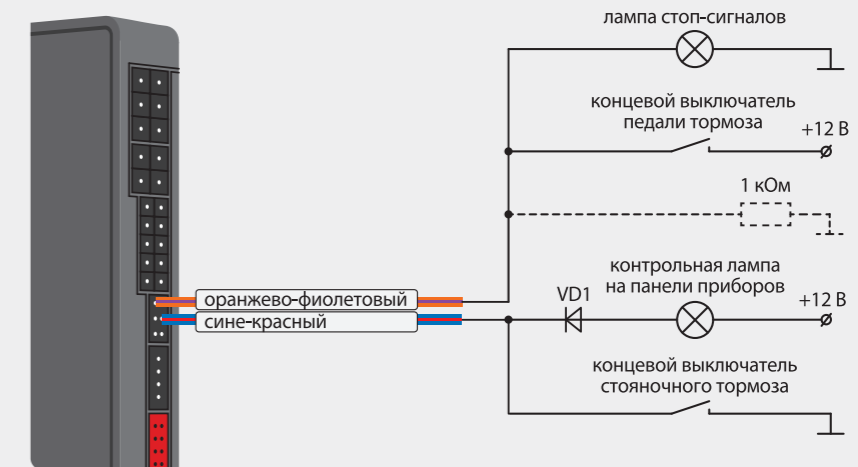 лампа стоп-сигналов
концевой выключатель
педали тормоза
+12 В
1 кОм
контрольная лампа
на панели приборов
+12 В
VD1
оранжево-фиолетовый
сине-красный
концевой выключатель
стояночного тормоза